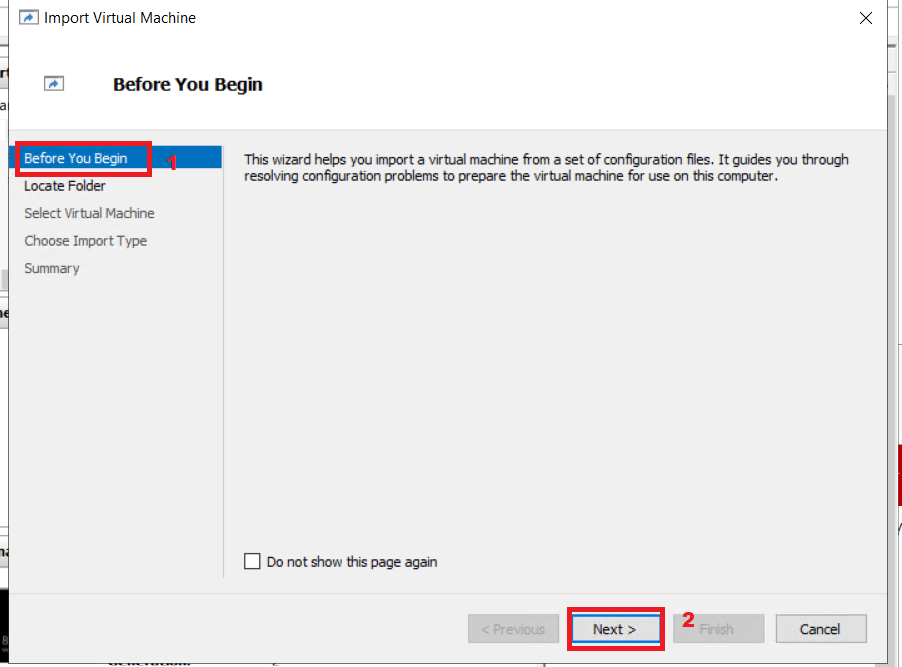 Import Virtual Machine
Before You Begin
Before You Begin 1
Locate Folder
Select Virtual Machine
Choose Import Type
Summary
This wizard helps you import a virtual machine from a set of configuration files. It guides you through
resolving configuration problems to prepare the virtual machine for use on this computer.
Do not show this page again
< Previous
Next >
2
Finish
Cancel